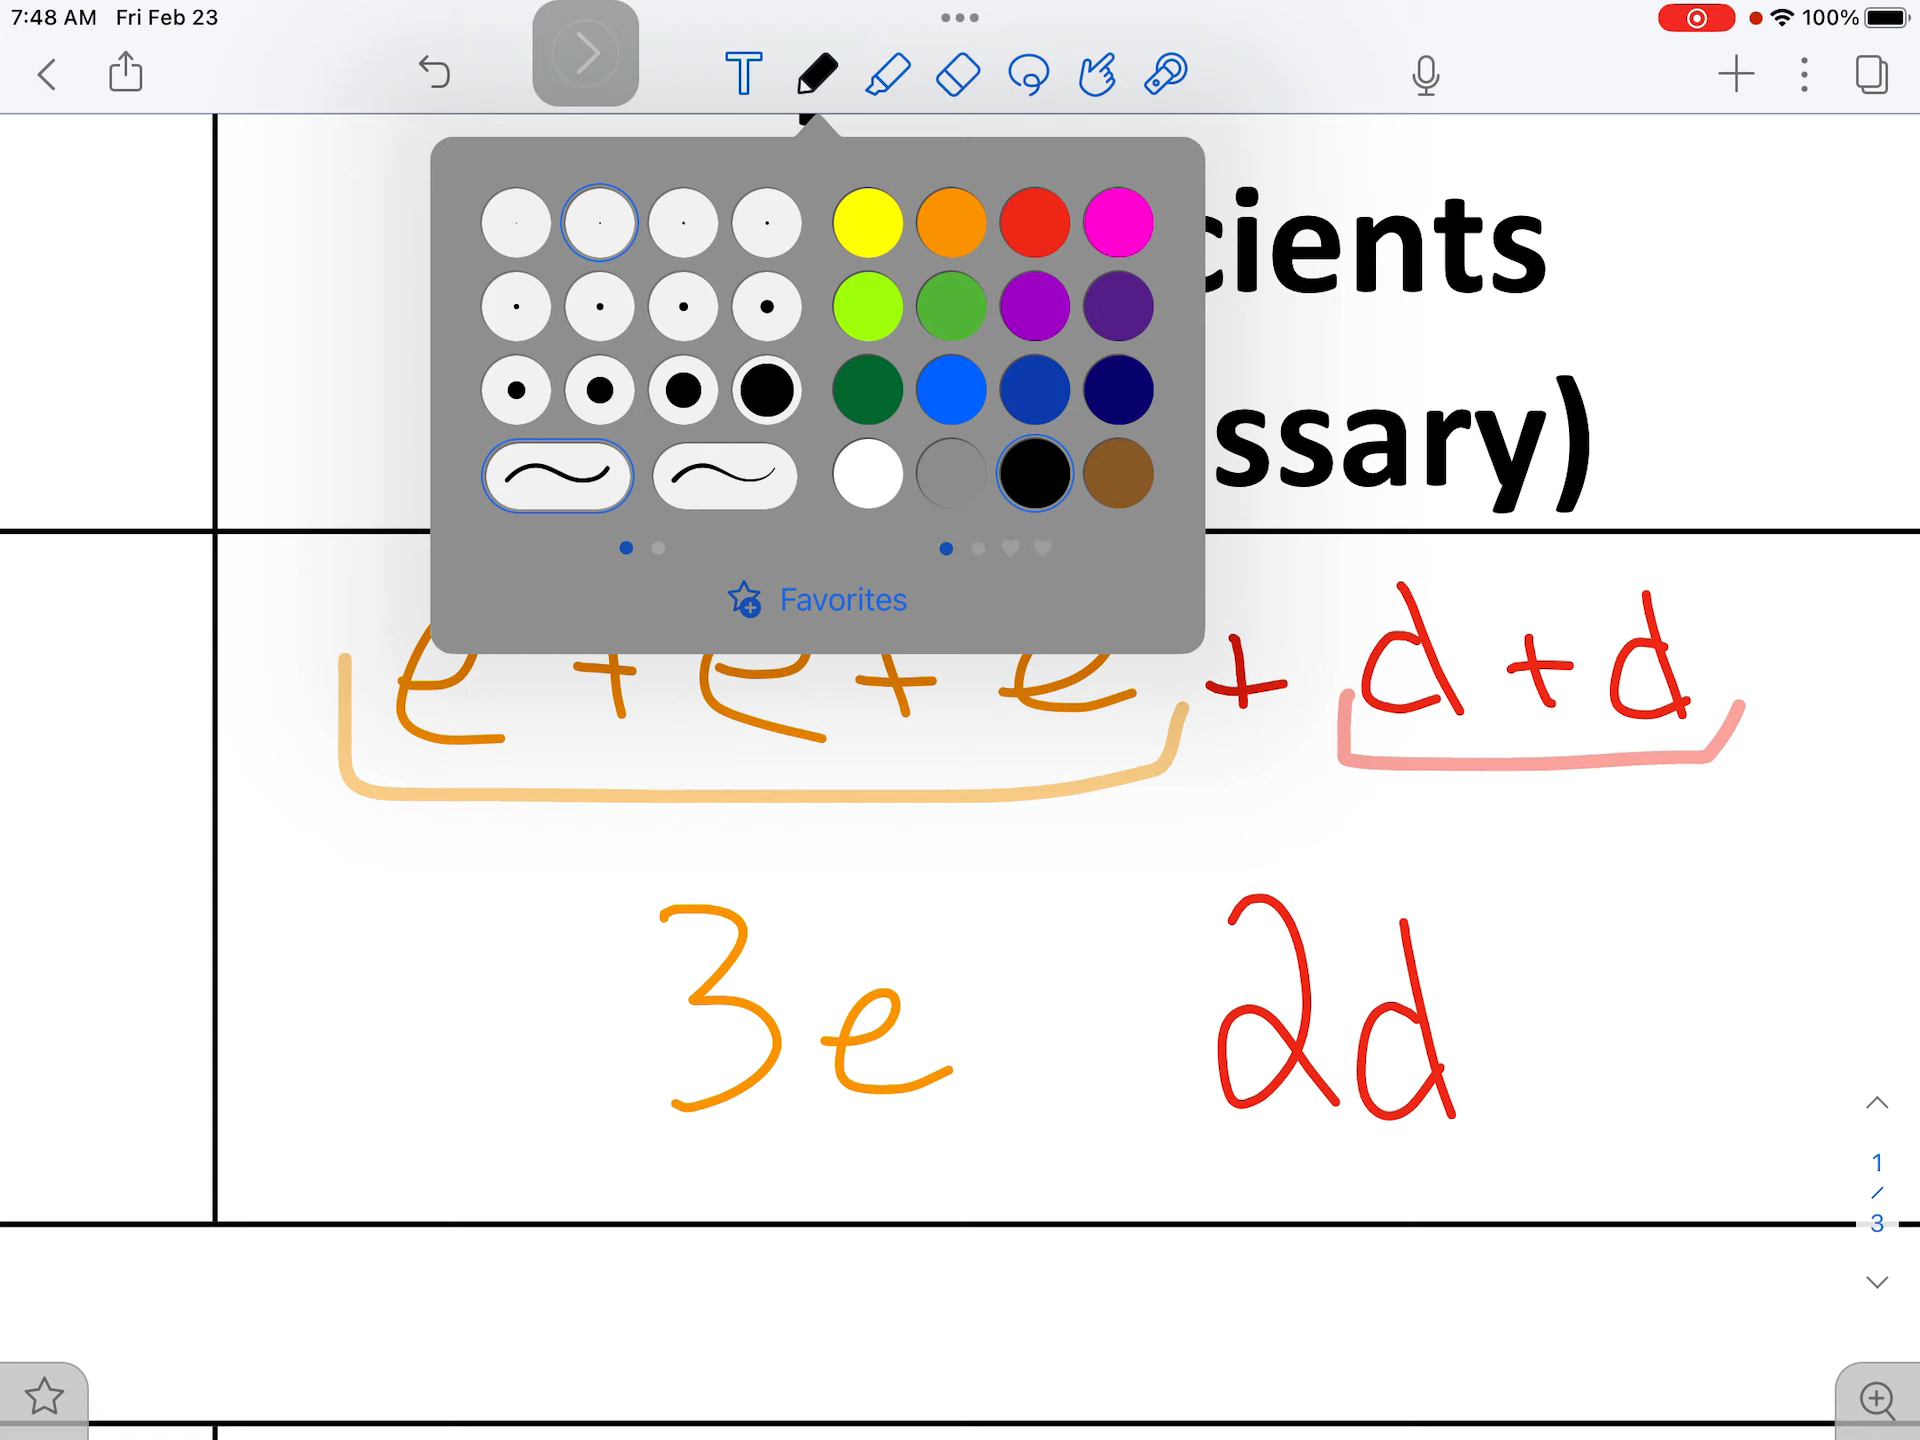 7:48 AM Fri Feb 23
100%
T
cients
ssary)
Favorites
e + e + e + d + d
3e 2d
1
/
3